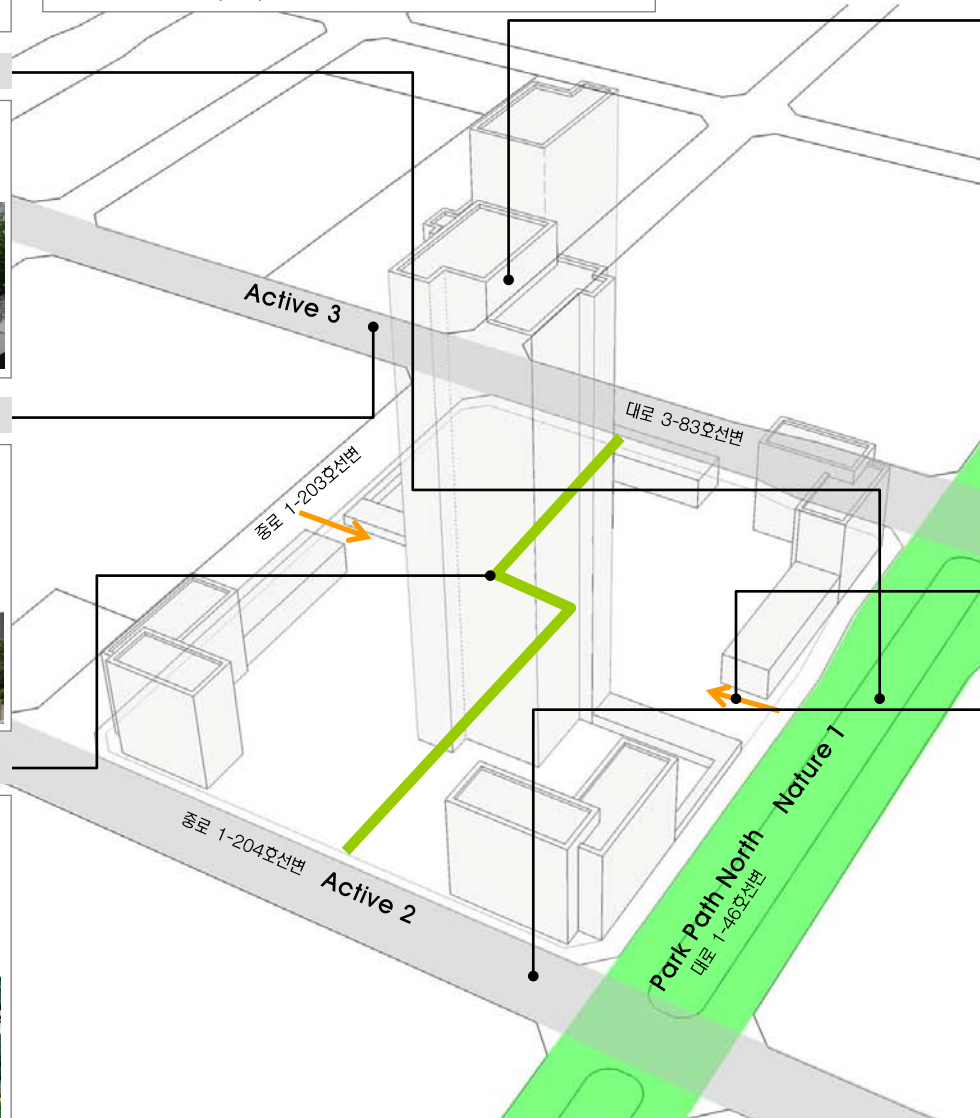 Active 3
대로 3-83호선변
중로 1-203호선변
중로 1-204호선변
Active 2
Park Path North
Nature 1
대로 1-46호선변